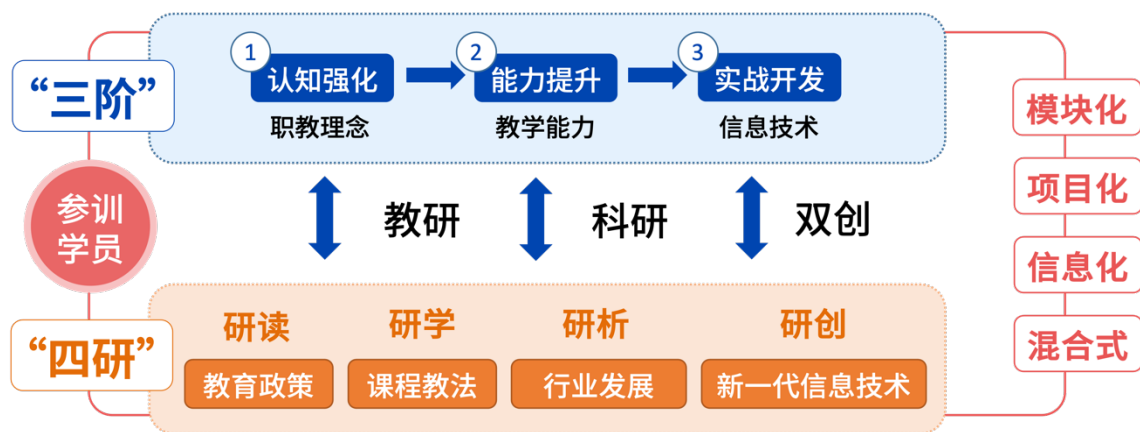 “三阶”
1
认知强化
职教理念
2
能力提升
教学能力
3
实战开发
信息技术
参训
学员
教研
科研
双创
“四研”
研读
教育政策
研学
课程教法
研析
行业发展
研创
新一代信息技术
模块化
项目化
信息化
混合式